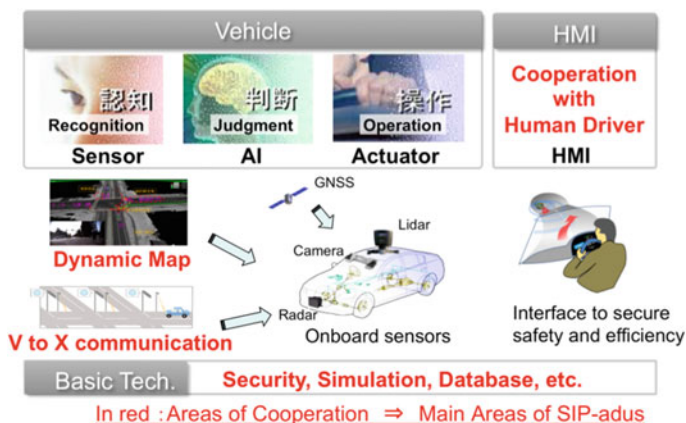 Vehicle
HMI
認知
Recognition
Sensor
判断
Judgment
AI
操作
Operation
Actuator
Cooperation
with
Human Driver
HMI
GNSS
Lidar
Camera
Dynamic Map
Radar
Onboard sensors
V to X communication
Interface to secure
safety and efficiency
Basic Tech.
Security, Simulation, Database, etc.
In red : Areas of Cooperation ⇒ Main Areas of SIP-adus